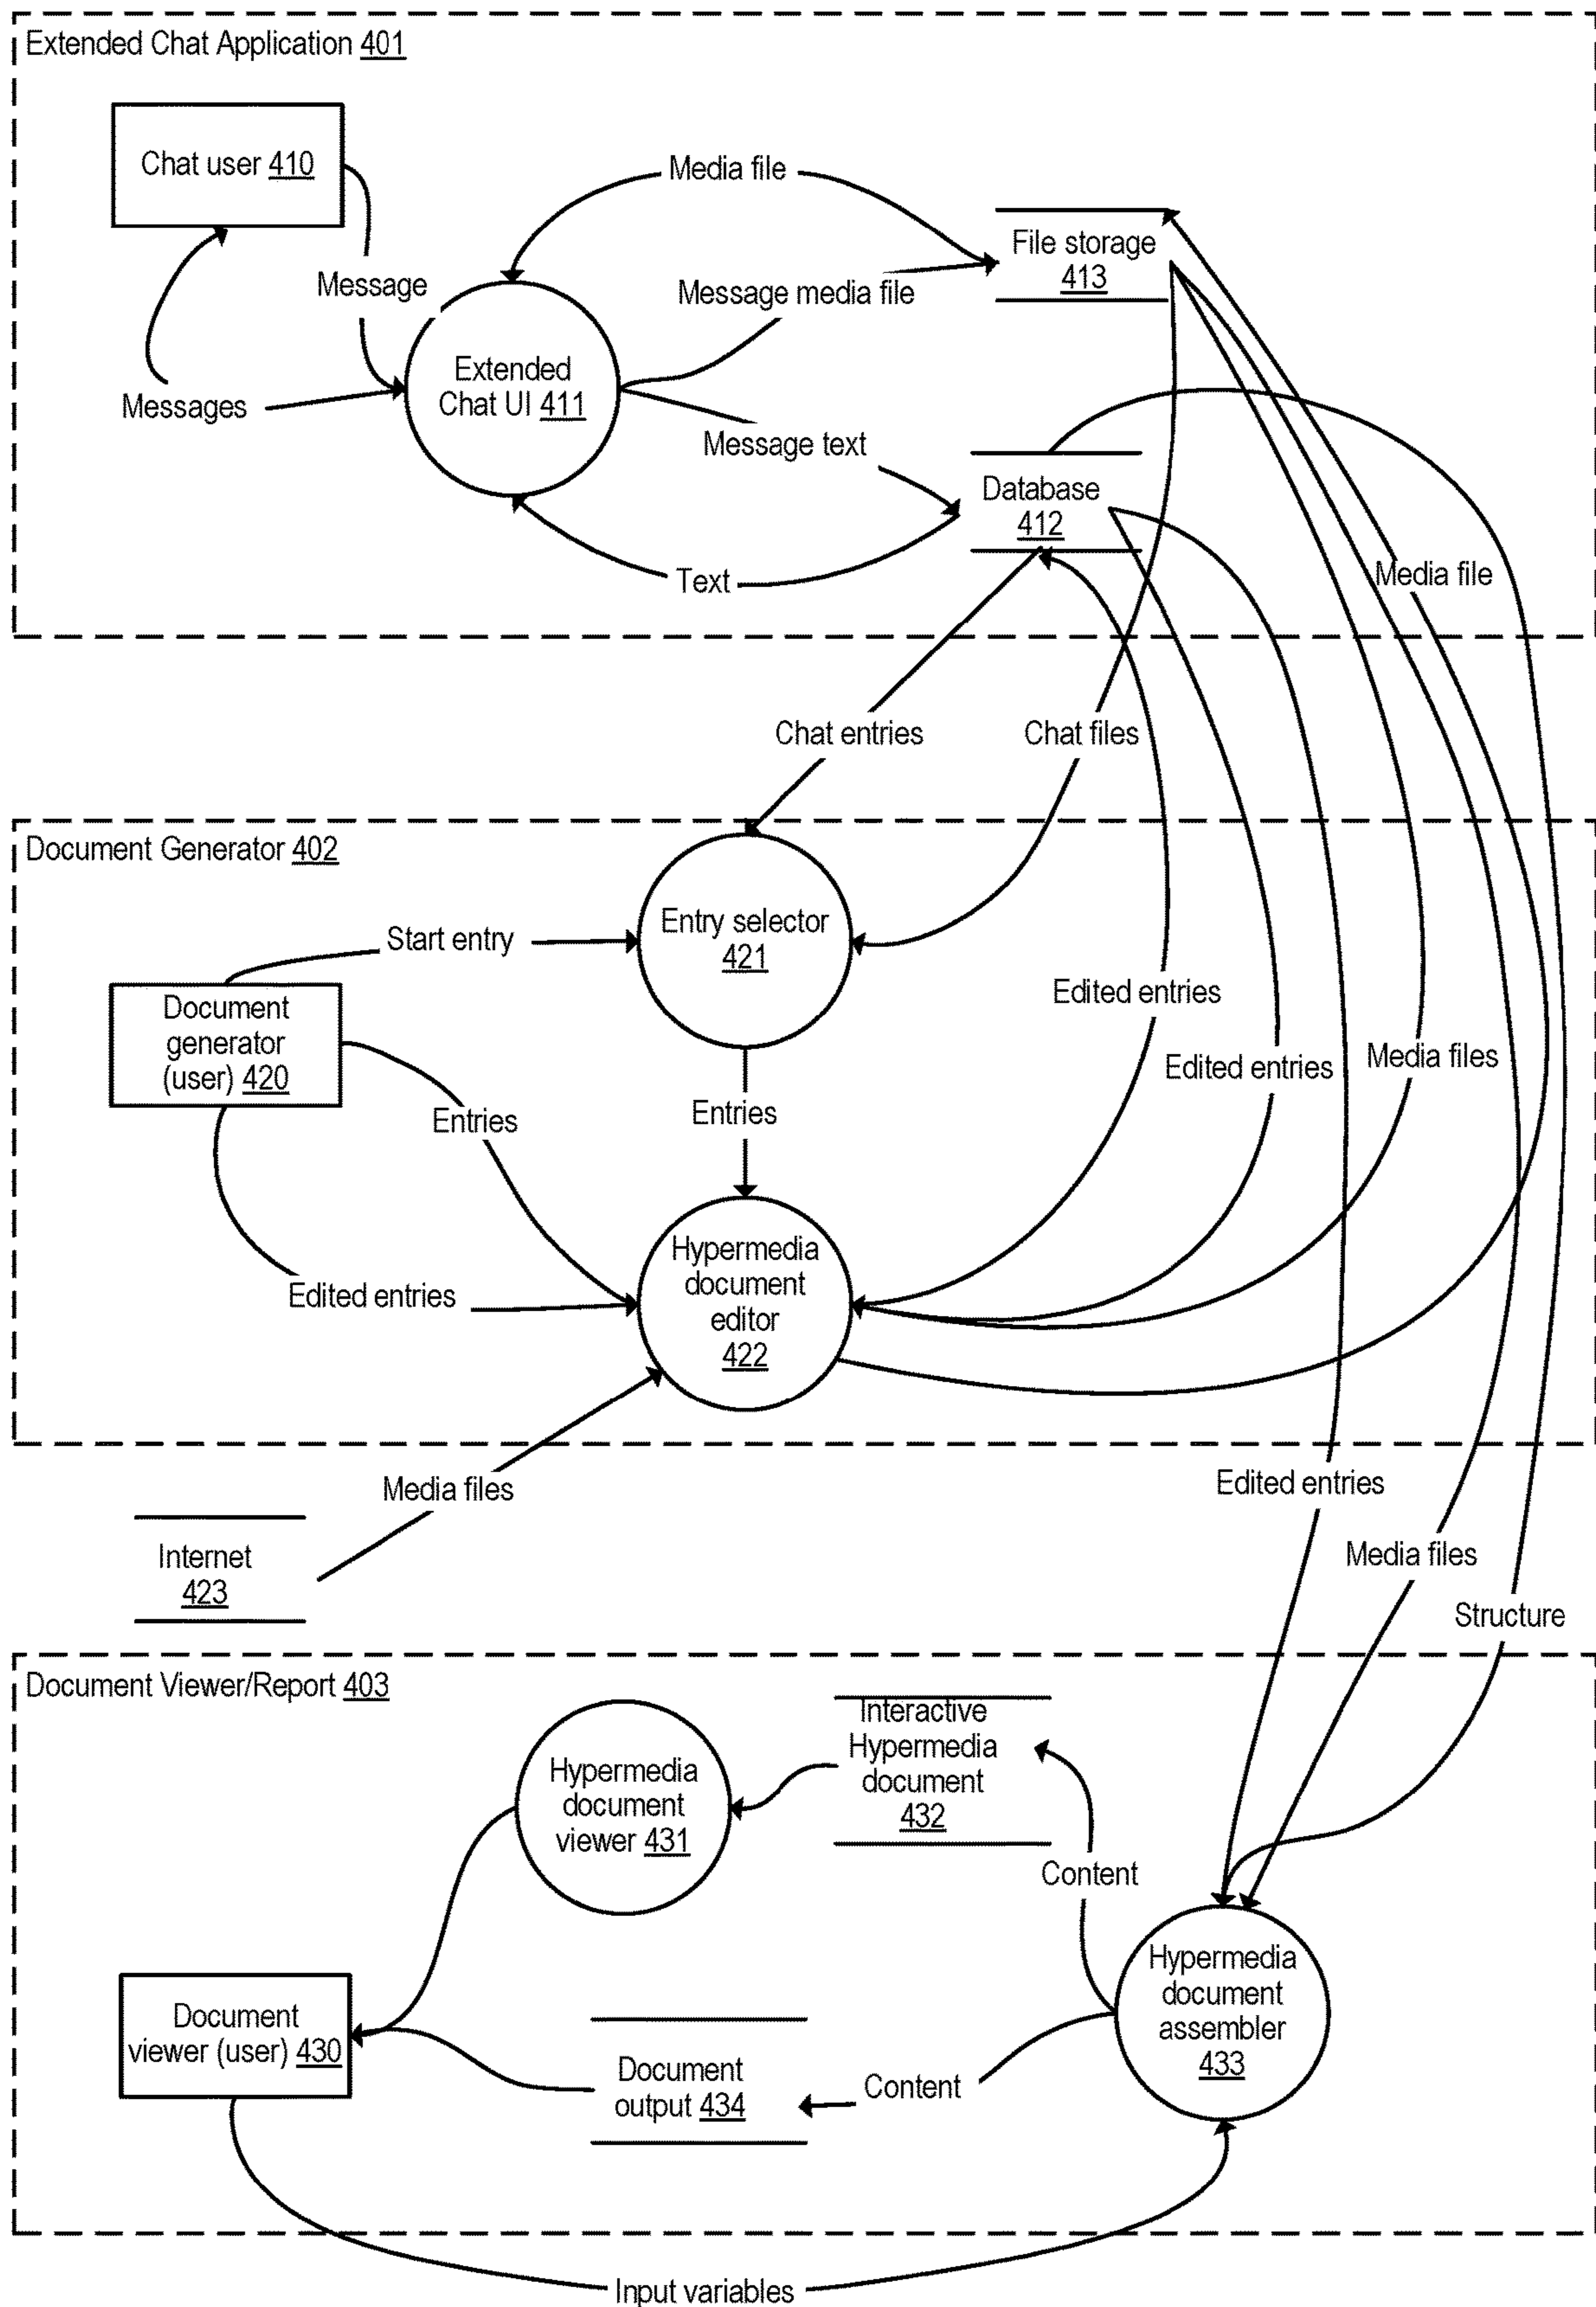 Extended Chat Application 401
Chat user 410
Media file
File storage
413
Message
Message media file
Extended
Chat UI 411
Messages
Message text
Database
412
Text
Media file
Chat entries
Chat files
Document Generator 402
Entry selector
421
Start entry
Edited entries
Document
generator
(user) 420
Edited entries
Media files
Entries
Entries
Hypermedia
document
editor
422
Edited entries
Media files
Edited entries
Internet
423
Media files
Structure
Document Viewer/Report 403
Interactive
Hypermedia
document
432
Hypermedia
document
viewer 431
Content
Hypermedia
document
assembler
433
Document
viewer (user) 430
Document
output 434
Content
Input variables